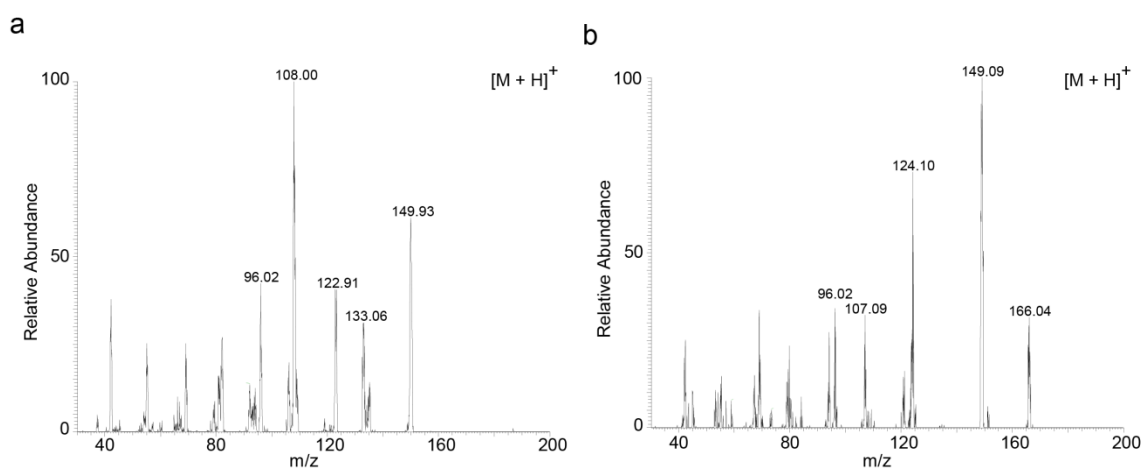 a
[M + H]+
100
50
0
Relative Abundance
108.00
149.93
96.02
122.91
133.06
40 80 120 160 200
m/z
b
[M + H]+
100
50
0
Relative Abundance
149.09
124.10
96.02
107.09
166.04
40 80 120 160 200
m/z